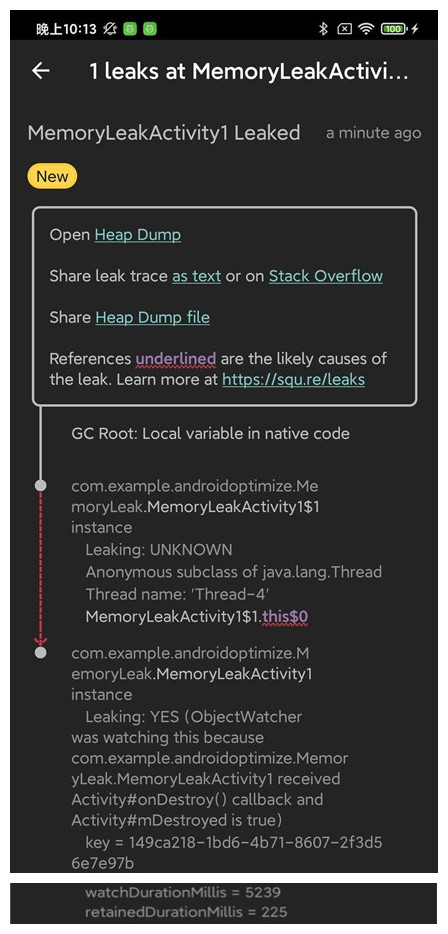 晚上10:13
100
1 leaks at MemoryLeakActivi...
MemoryLeakActivity1 Leaked a minute ago
New
Open Heap Dump
Share leak trace as text or on Stack Overflow
Share Heap Dump file
References underlined are the likely causes of
the leak. Learn more at https://squ.re/leaks
GC Root: Local variable in native code
com.example.androidoptimize.Me
moryLeak.MemoryLeakActivity1$1
instance
Leaking: UNKNOWN
Anonymous subclass of java.lang.Thread
Thread name: 'Thread-4'
MemoryLeakActivity1$1.this$0
com.example.androidoptimize.M
emoryLeak.MemoryLeakActivity1
instance
Leaking: YES (ObjectWatcher
was watching this because
com.example.androidoptimize.Memor
yLeak.MemoryLeakActivity1 received
Activity#onDestroy() callback and
Activity#mDestroyed is true)
key = 149ca218-1bd6-4b71-8607-2f3d5
6e7e97b
watchDurationMillis = 5239
retainedDurationMillis = 225